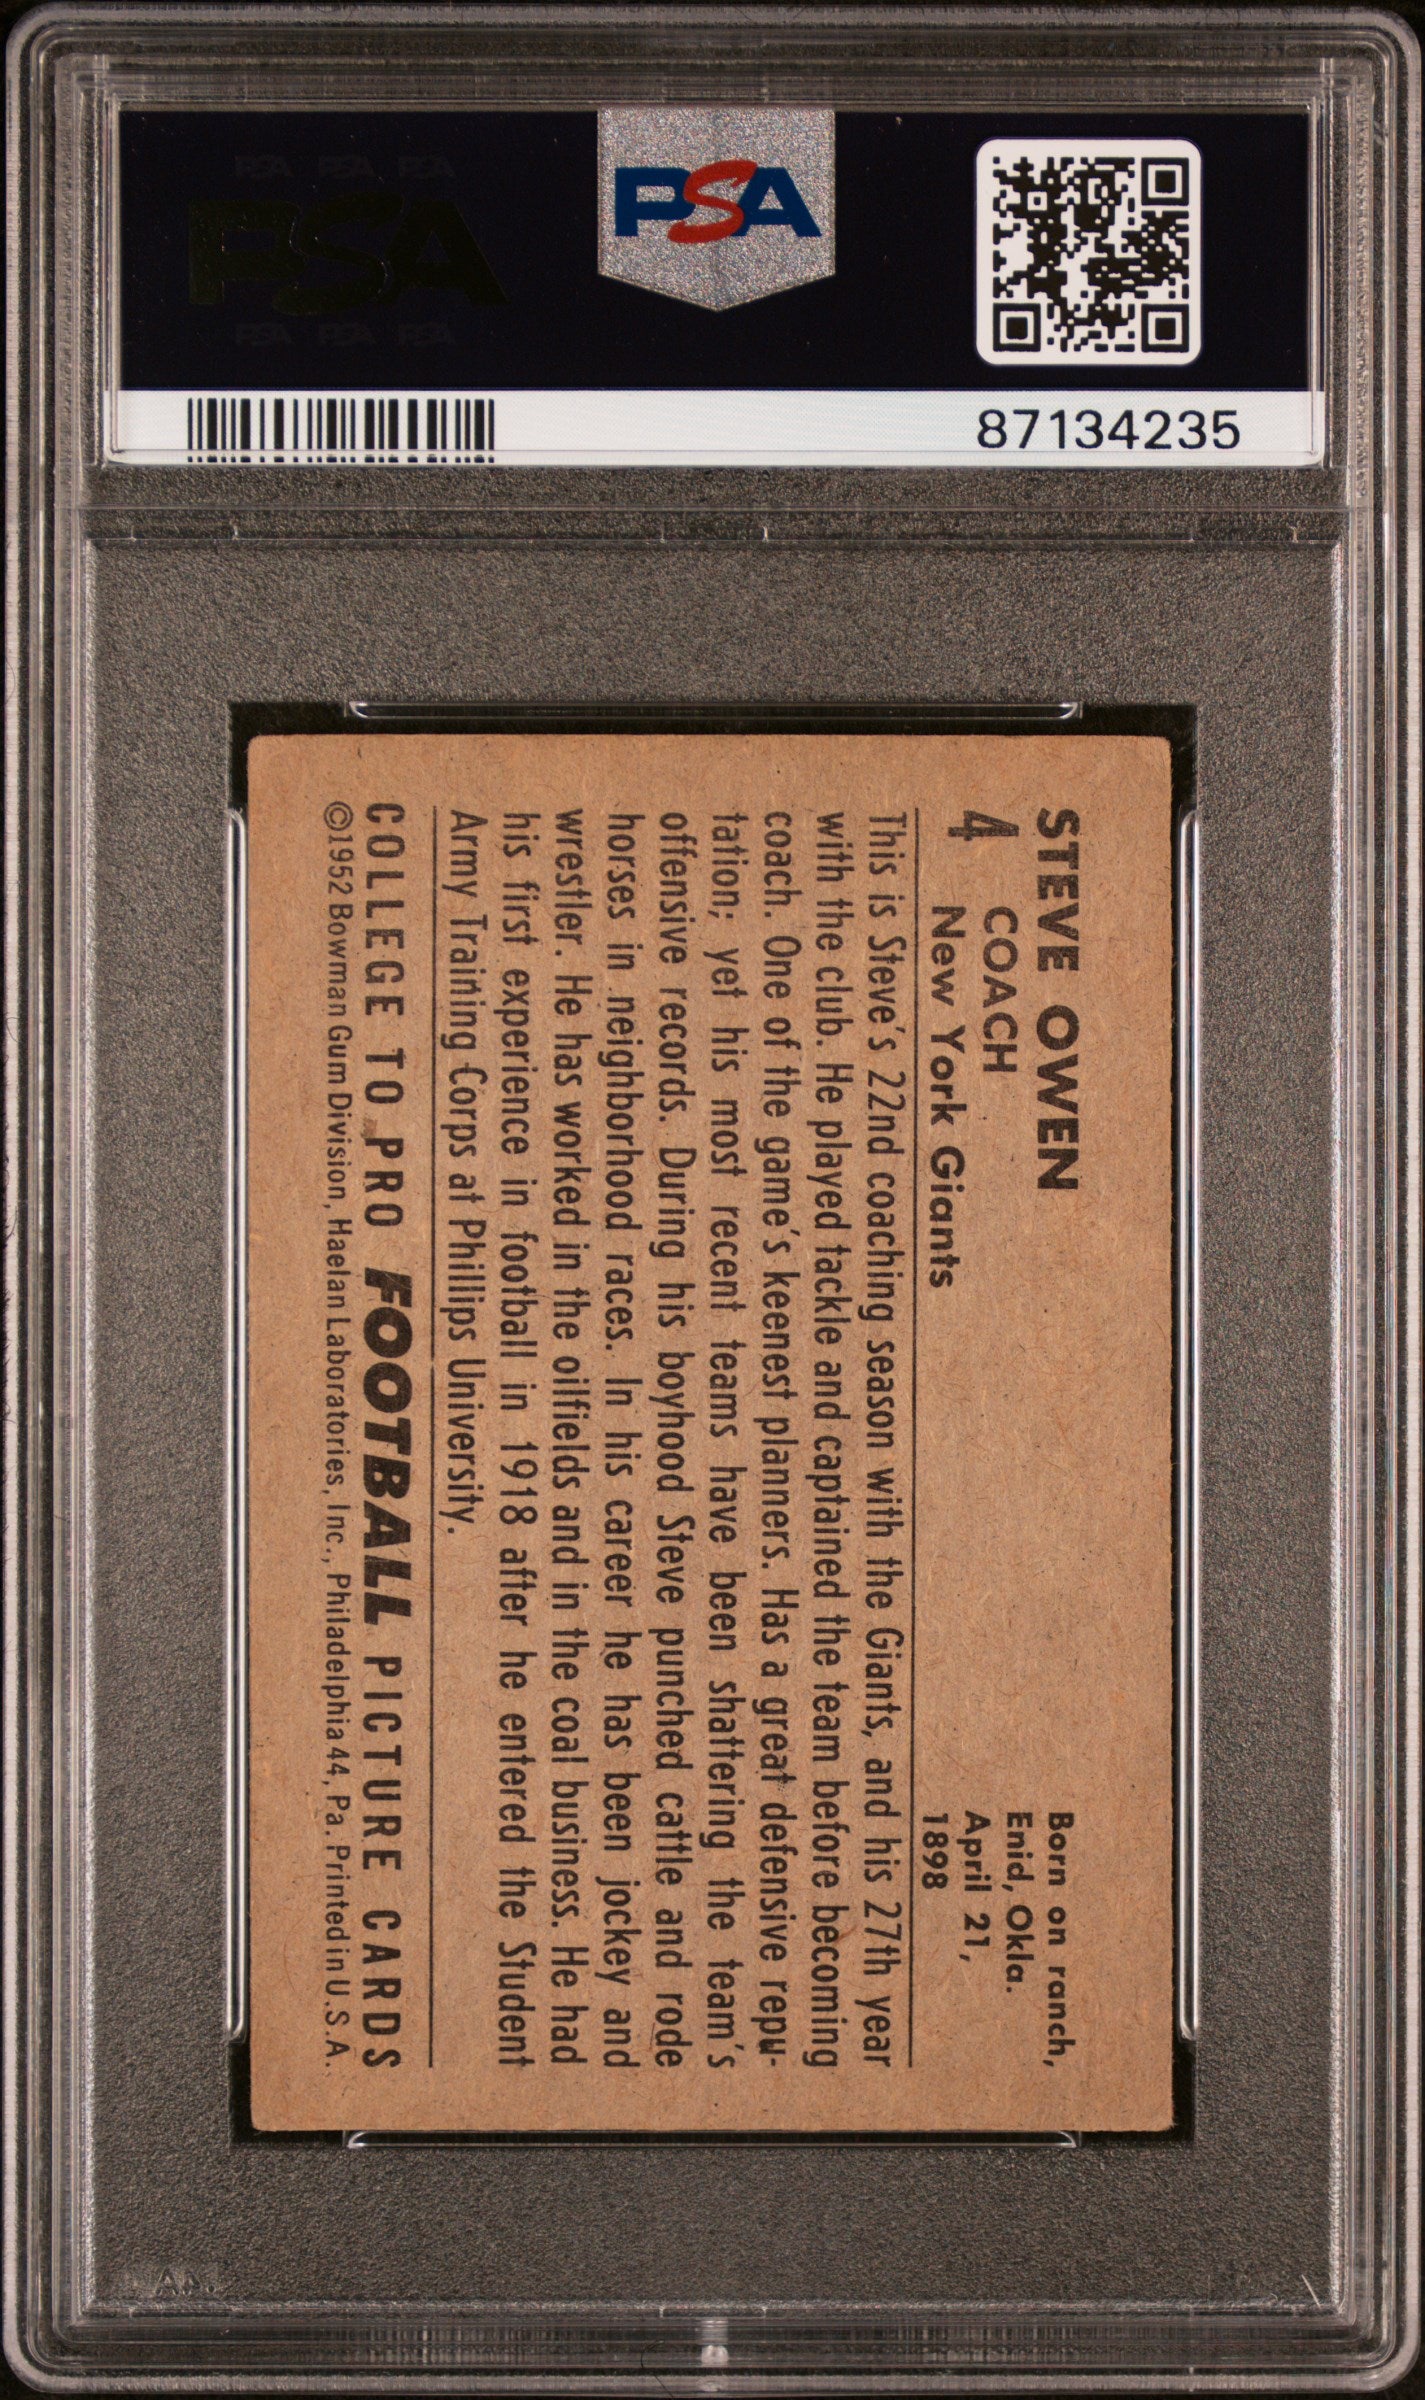 PSA PSA PSA
PSA
PSA PSA PSA
PSA
87134235
STEVE OWEN
4 COACH
New York Giants
Born on ranch,
Enid, Okla.
April 21,
1898
This is Steve's 22nd coaching season with the Giants, and his 27th year
with the club. He played tackle and captained the team before becoming
coach. One of the game's keenest planners. Has a great defensive repu-
tation; yet his most recent teams have been shattering the team's
offensive records. During his boyhood Steve punched cattle and rode
horses in neighborhood races. In his career he has been jockey and
wrestler. He has worked in the oilfields and in the coal business. He had
his first experience in football in 1918 after he entered the Student
Army Training Corps at Phillips University.
COLLEGE TO PRO FOOTBALL PICTURE CARDS
©1952 Bowman Gum Division, Haelan Laboratories, Inc., Philadelphia 44, Pa. Printed in U.S.A.